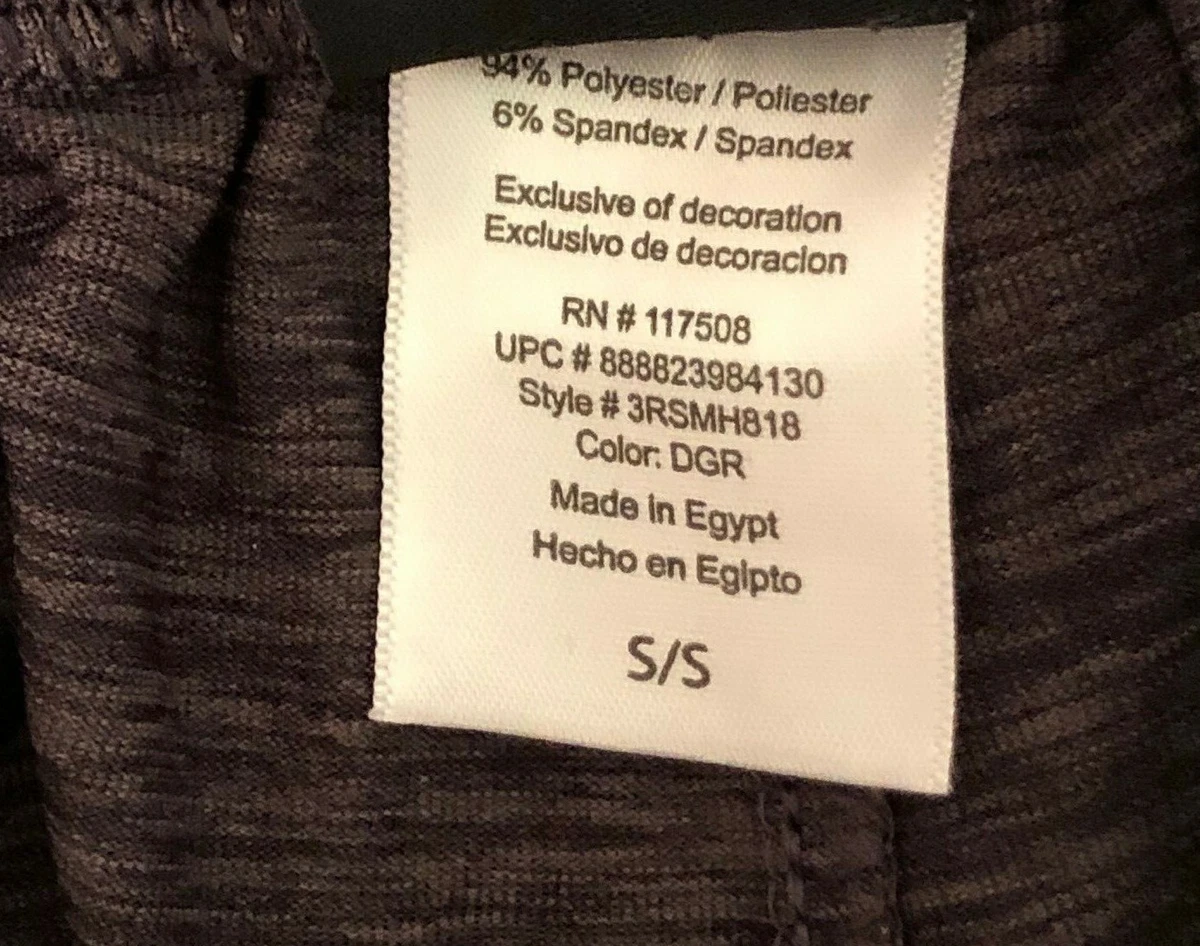 94% Polyester / Poliester
6% Spandex / Spandex
Exclusive of decoration
Exclusivo de decoracion
RN # 117508
UPC # 888823984130
Style # 3RSMH818
Color: DGR
Made in Egypt
Hecho en Egipto
S/S